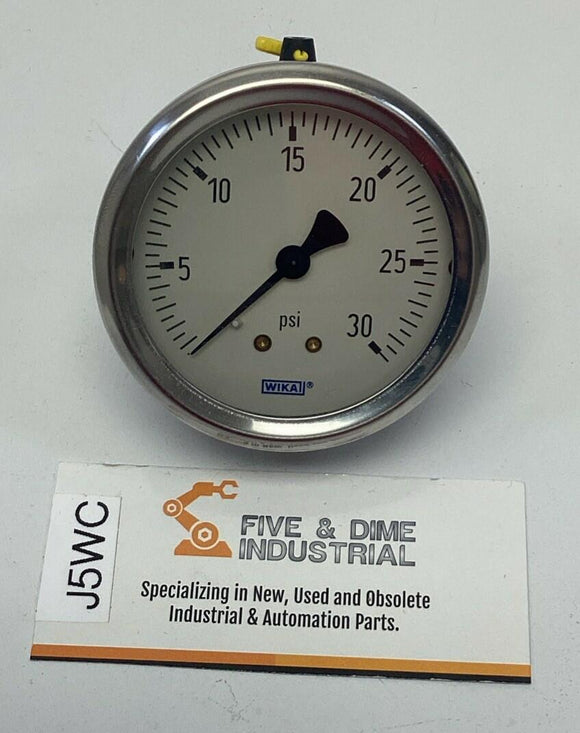 15
10
20
5
25
psi
30
WIKA ®
J5WC
FIVE & DIME
INDUSTRIAL
Specializing in New, Used and Obsolete
Industrial & Automation Parts.